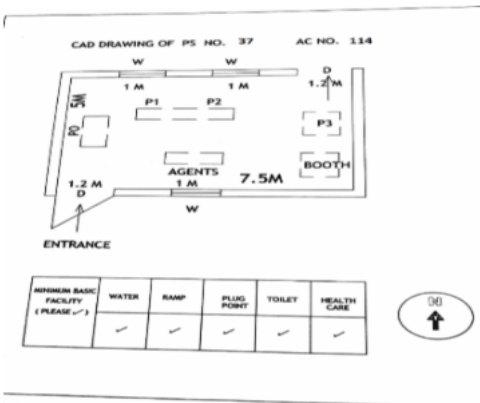 CAD DRAWING OF PS NO. 37 AC NO. 114
W W
D
1 M 1 M 1.2 M
5M
P1 P2
P3
PO
AGENTS
BOOTH
1.2 M 1 M 7.5M
D
W
ENTRANCE
MINIMUM BASIC FACILITY ( PLEASE ✓ ) WATER RAMP PLUG POINT TOILET HEALTH CARE
✓ ✓ ✓ ✓ ✓
N